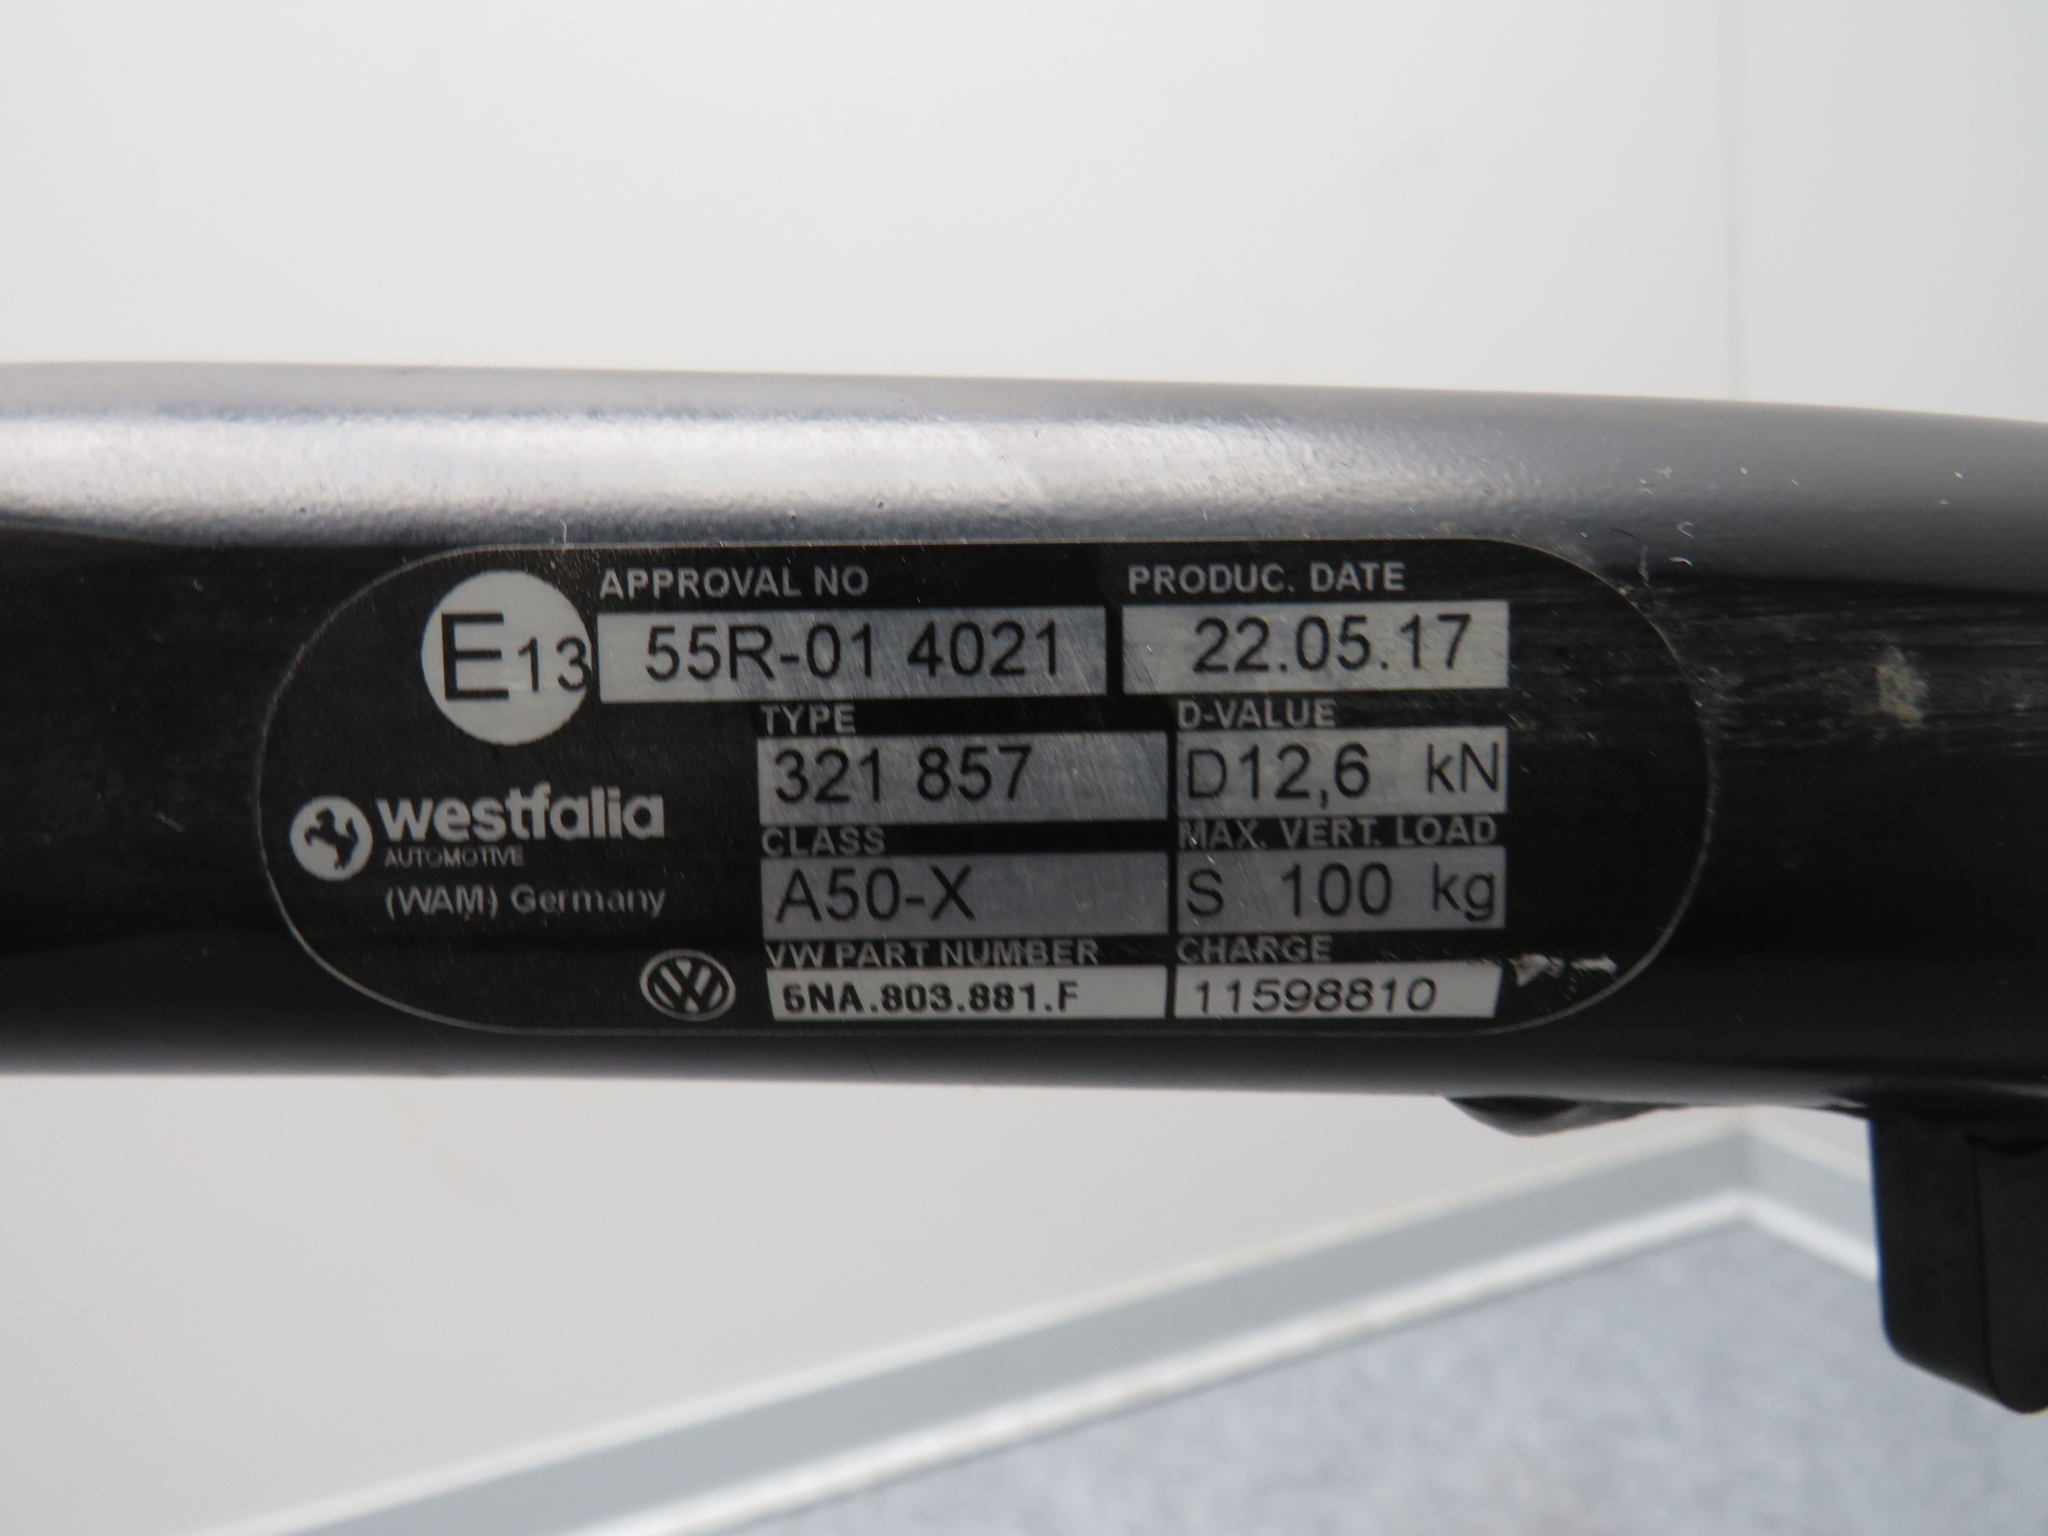 APPROVAL NO PRODUC. DATE
E13 55R-01 4021 22.05.17
TYPE D-VALUE
321 857 D12,6 kN
westfalia CLASS MAX. VERT. LOAD
AUTOMOTIVE
(WAM) Germany A50-X S 100 kg
VW PART NUMBER CHARGE
5NA.803.881.F 11598810